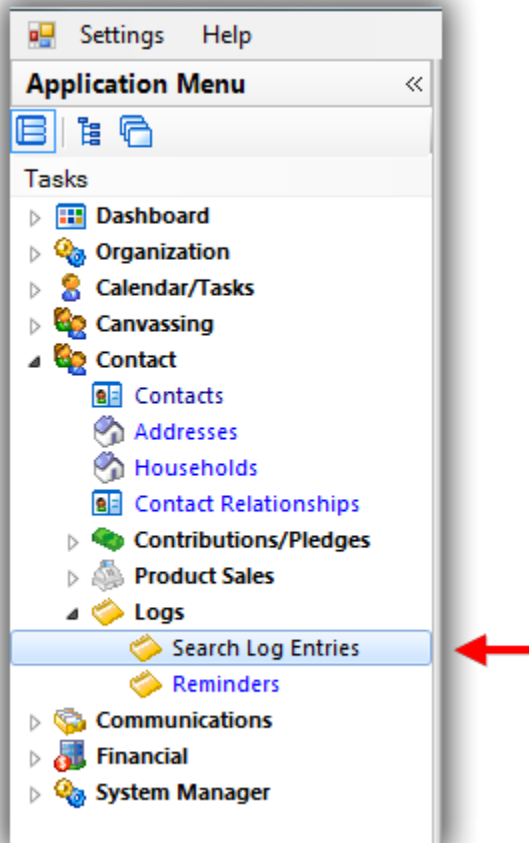 Settings Help
Application Menu «
Tasks
Dashboard
Organization
Calendar/Tasks
Canvassing
Contact
Contacts
Addresses
Households
Contact Relationships
Contributions/Pledges
Product Sales
Logs
Search Log Entries
Reminders
Communications
Financial
System Manager